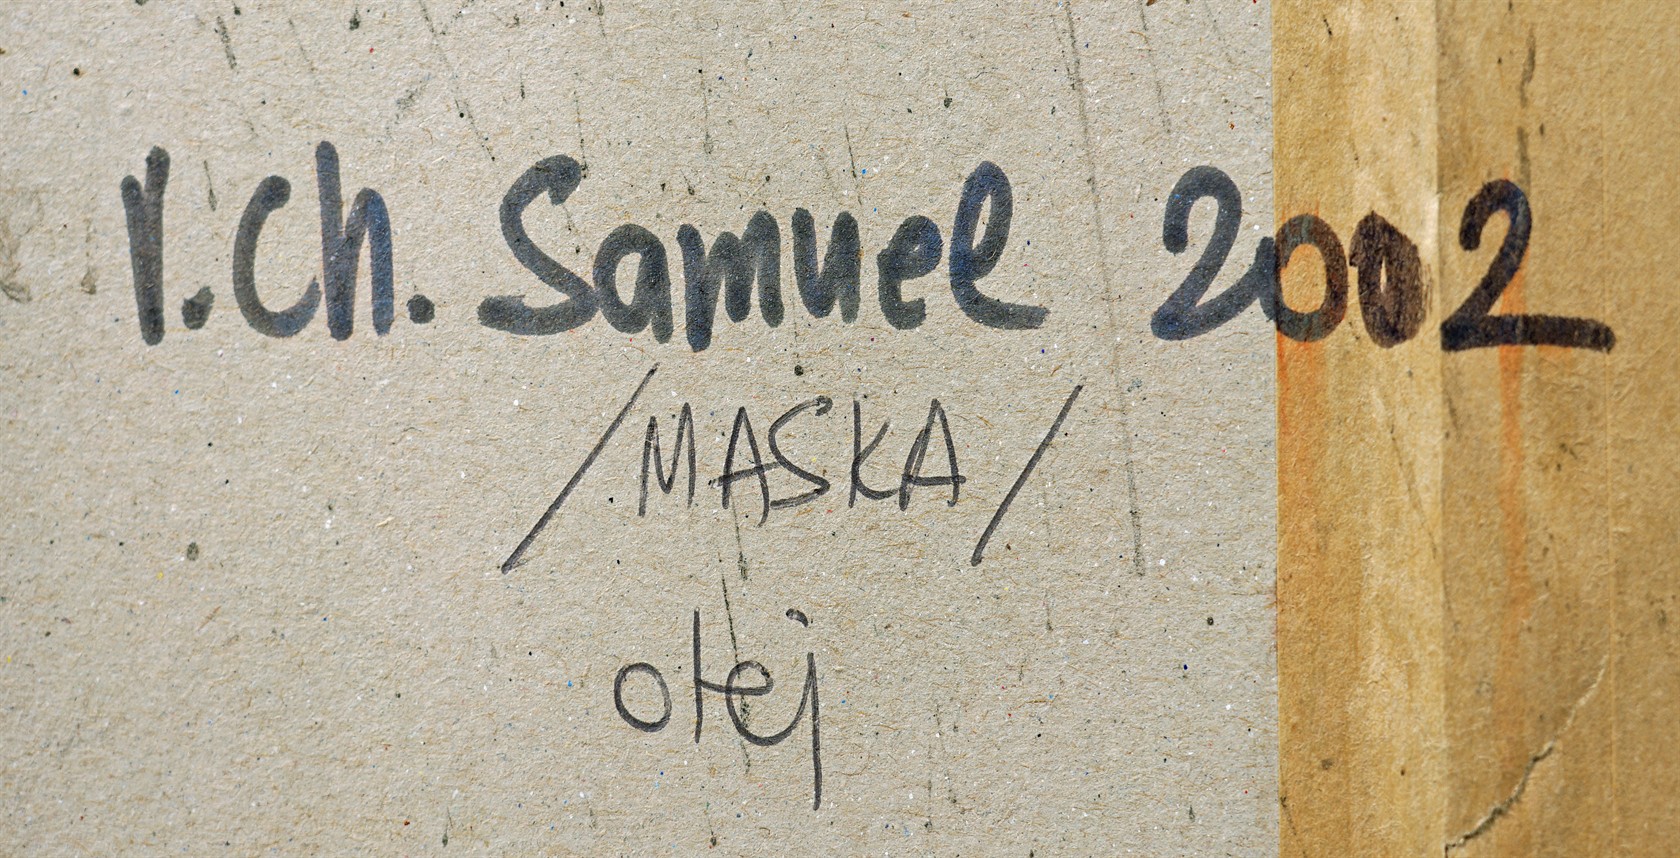 V.Ch. Samuel 2002
/MASKA/
olej